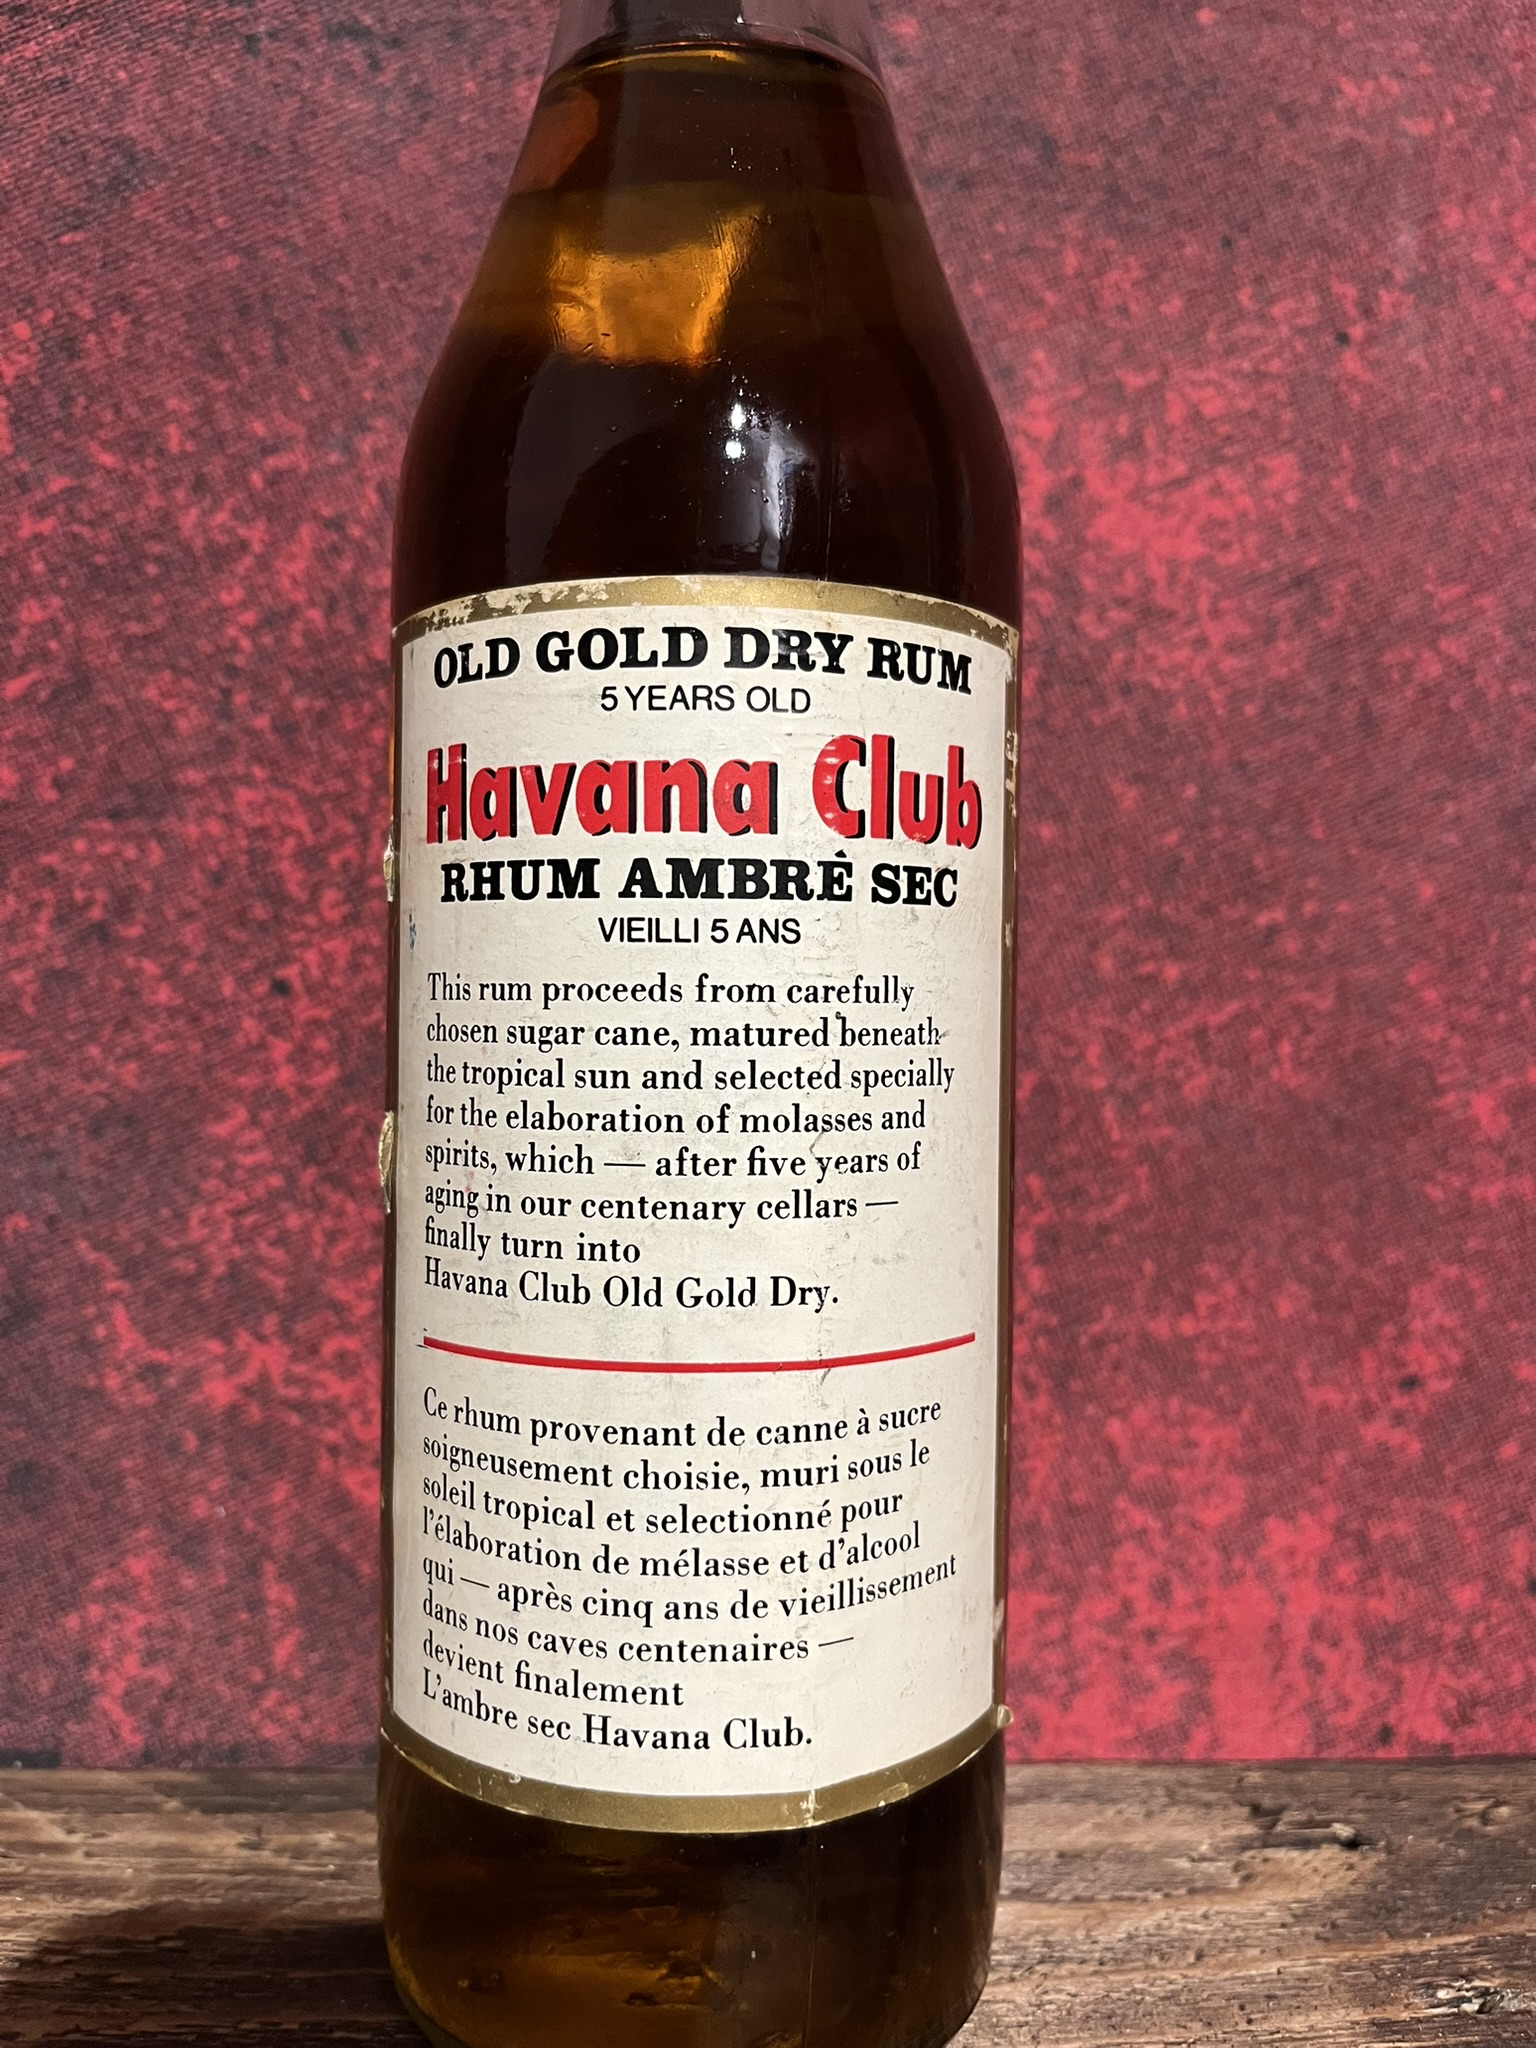 OLD GOLD DRY RUM
5 YEARS OLD
Havana Club
RHUM AMBRÉ SEC
VIEILLI 5 ANS
This rum proceeds from carefully
chosen sugar cane, matured beneath
the tropical sun and selected specially
for the elaboration of molasses and
spirits, which — after five years of
aging in our centenary cellars —
finally turn into
Havana Club Old Gold Dry.
Ce rhum provenant de canne à sucre
soigneusement choisie, muri sous le
soleil tropical et selectionné pour
l'élaboration de mélasse et d'alcool
qui — après cinq ans de vieillissement
dans nos caves centenaires —
devient finalement
L'ambre sec Havana Club.